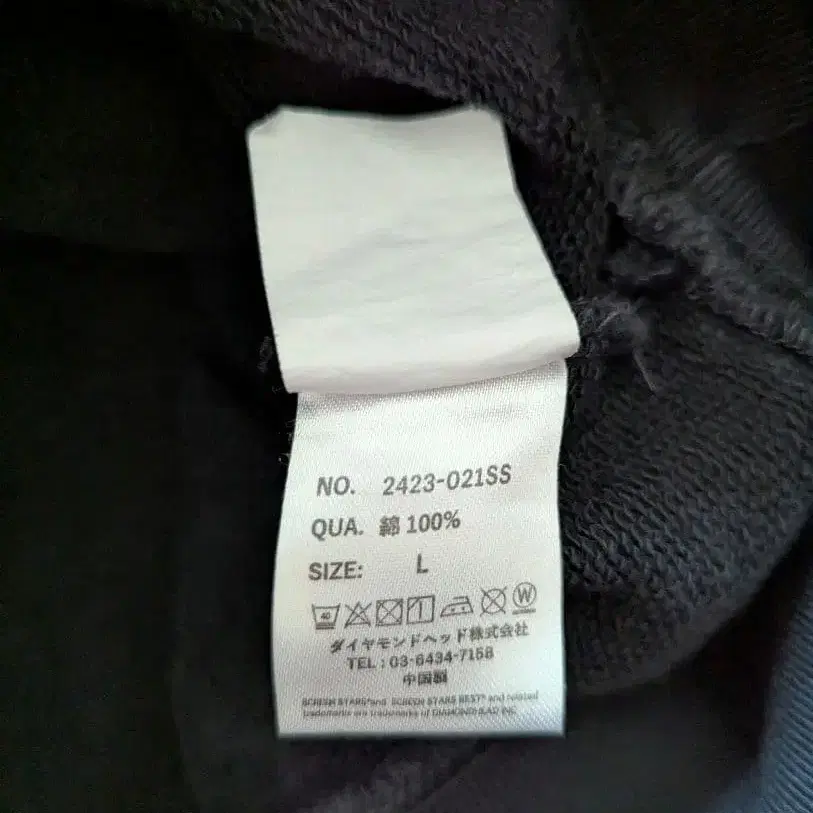 NO. 2423-021SS
QUA. 綿 100%
SIZE: L
40 W
ダイヤモンドヘッド株式会社
TEL : 03-6434-7158
中国製
SCREEN STARS® and SCREEN STARS BEST® and related
trademarks are trademarks of DIAMONDHEAD INC